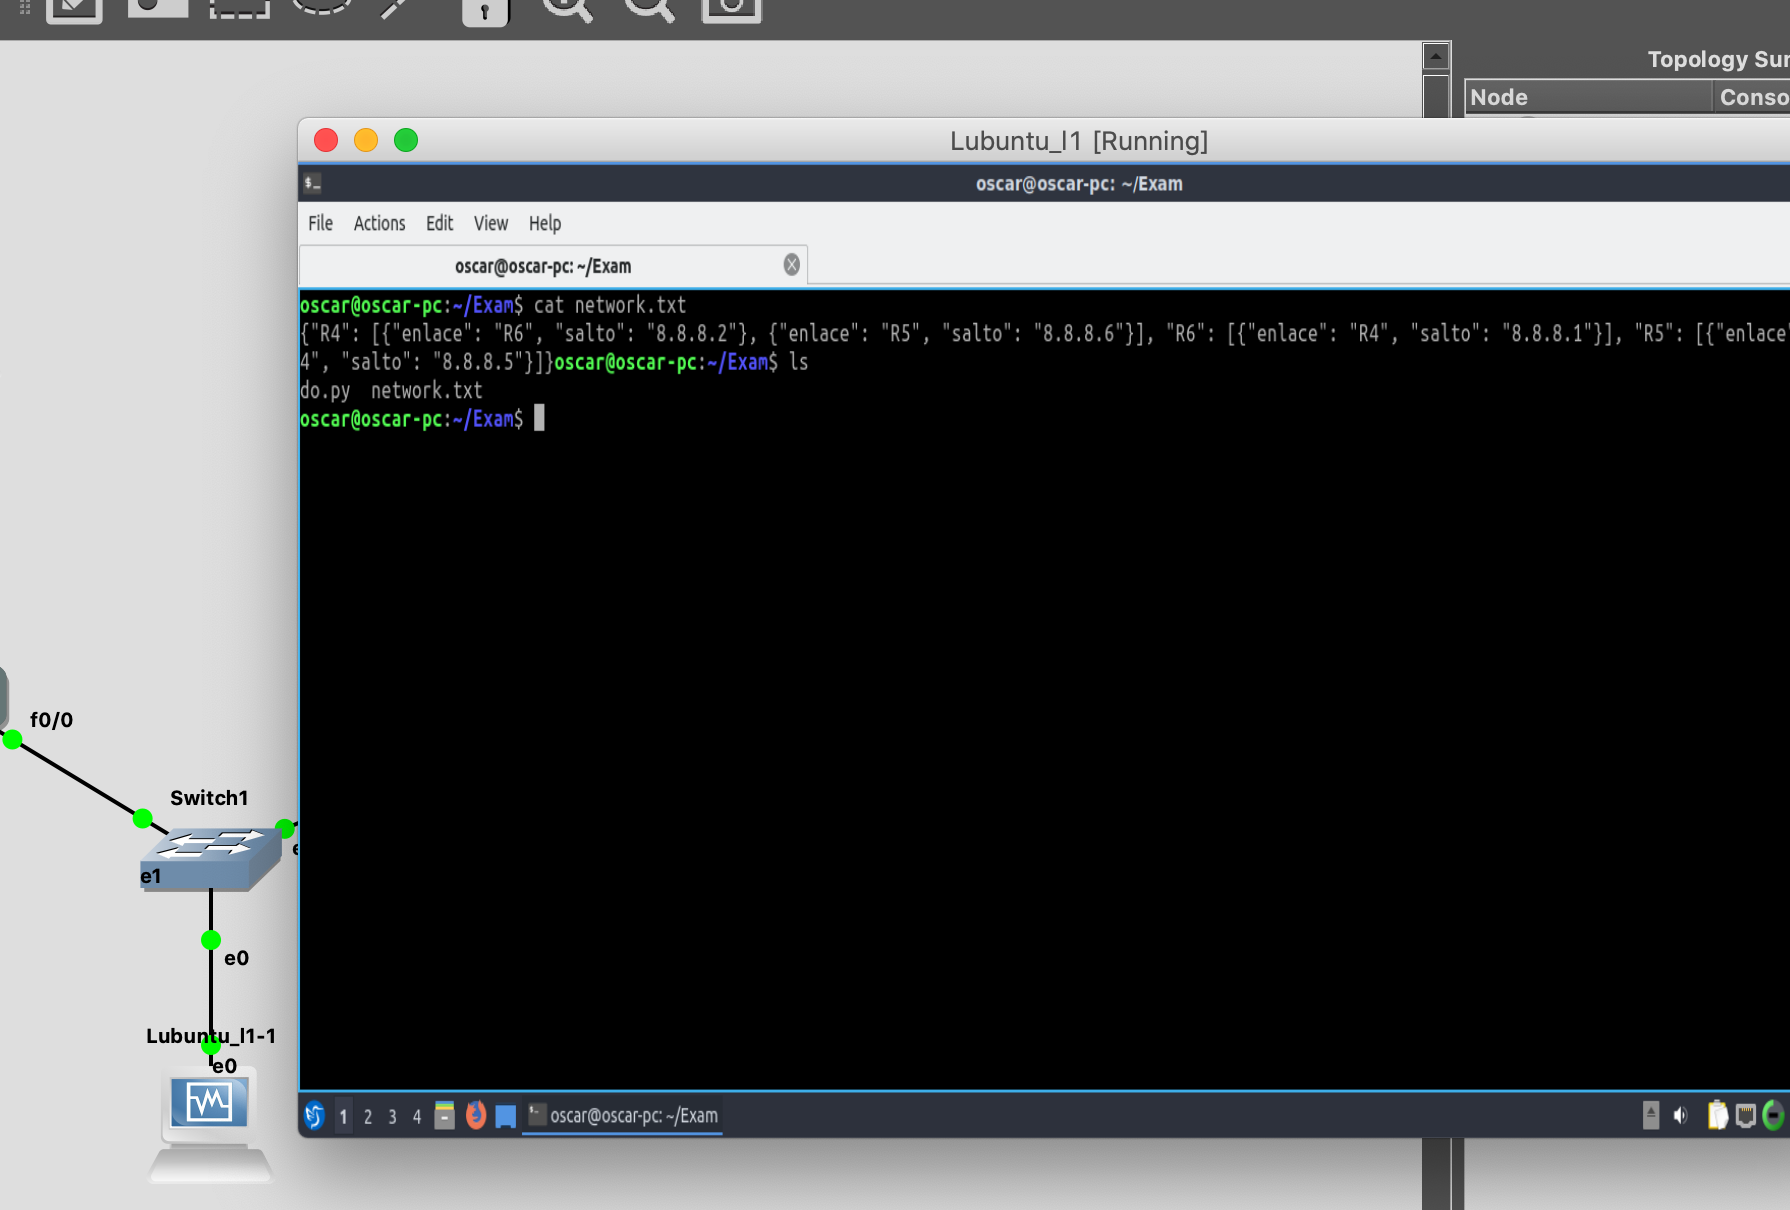 Topology Sur
Node
Conso
Lubuntu_l1 [Running]
$_
oscar@oscar-pc: ~/Exam
File Actions Edit View Help
oscar@oscar-pc: ~/Exam
oscar@oscar-pc:~/Exam$ cat network.txt
{"R4": [{"enlace": "R6", "salto": "8.8.8.2"}, {"enlace": "R5", "salto": "8.8.8.6"}], "R6": [{"enlace": "R4", "salto": "8.8.8.1"}], "R5": [{"enlace
4", "salto": "8.8.8.5"}]}oscar@oscar-pc:~/Exam$ ls
do.py network.txt
oscar@oscar-pc:~/Exam$
f0/0
Switch1
e
e1
e0
Lubuntu_l1-1
e0
1 2 3 4 oscar@oscar-pc: ~/Exam